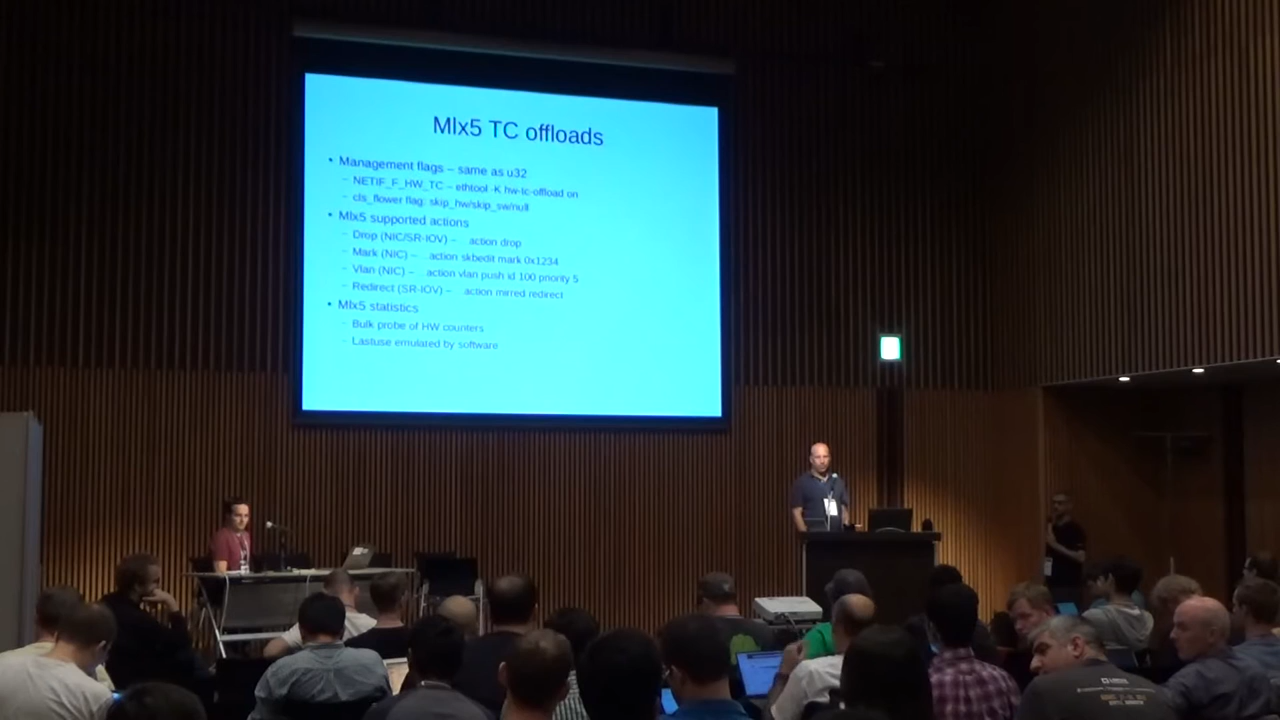 Mlx5 TC offloads
• Management flags – same as u32
– NETIF_F_HW_TC – ethtool -K hw-tc-offload on
– cls_flower flag: skip_hw/skip_sw/null
• Mlx5 supported actions
– Drop (NIC/SR-IOV) – action drop
– Mark (NIC) – action skbedit mark 0x1234
– Vlan (NIC) – action vlan push id 100 priority 5
– Redirect (SR-IOV) – action mirred redirect
• Mlx5 statistics
– Bulk probe of HW counters
– Lastuse emulated by software